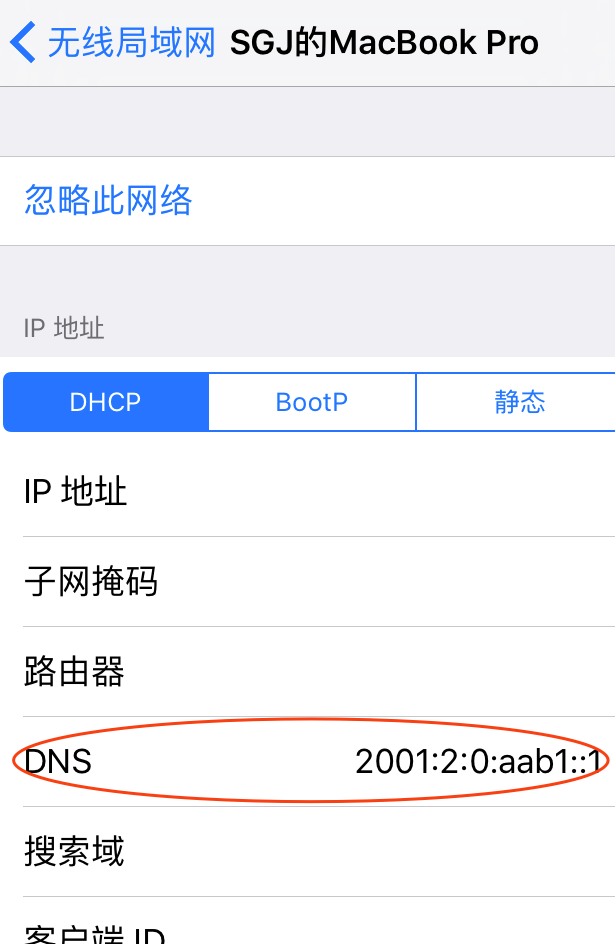 无线局域网 SGJ的MacBook Pro
忽略此网络
IP 地址
DHCP BootP 静态
IP 地址
子网掩码
路由器
DNS 2001:2:0:aab1::1
搜索域
客户端 ID